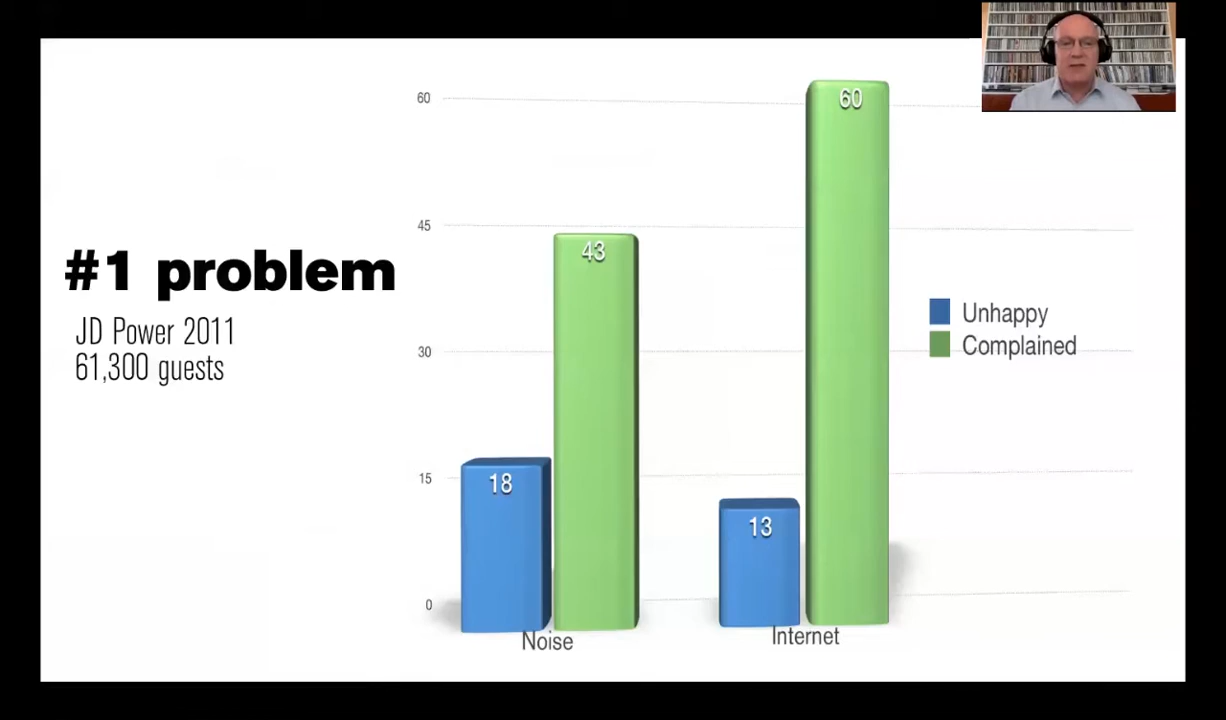 #1 problem
JD Power 2011
61,300 guests
60
45
30
15
0
18
43
13
60
Noise
Internet
Unhappy
Complained